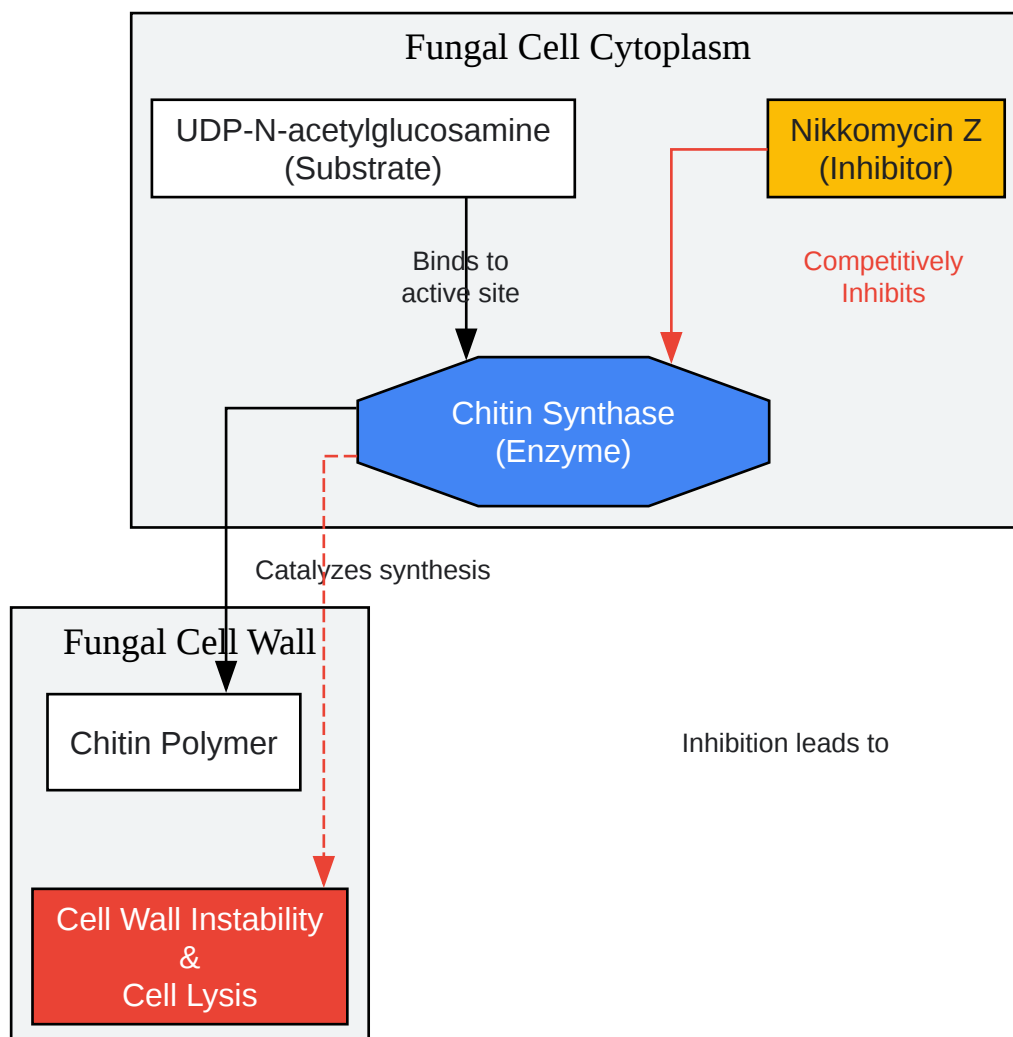 Fungal Cell Cytoplasm
UDP-N-acetylglucosamine
(Substrate)
Nikkomycin Z
(Inhibitor)
Binds to
active site
Competitively
Inhibits
Chitin Synthase
(Enzyme)
Catalyzes synthesis
Fungal Cell Wall
Chitin Polymer
Inhibition leads to
Cell Wall Instability
&
Cell Lysis